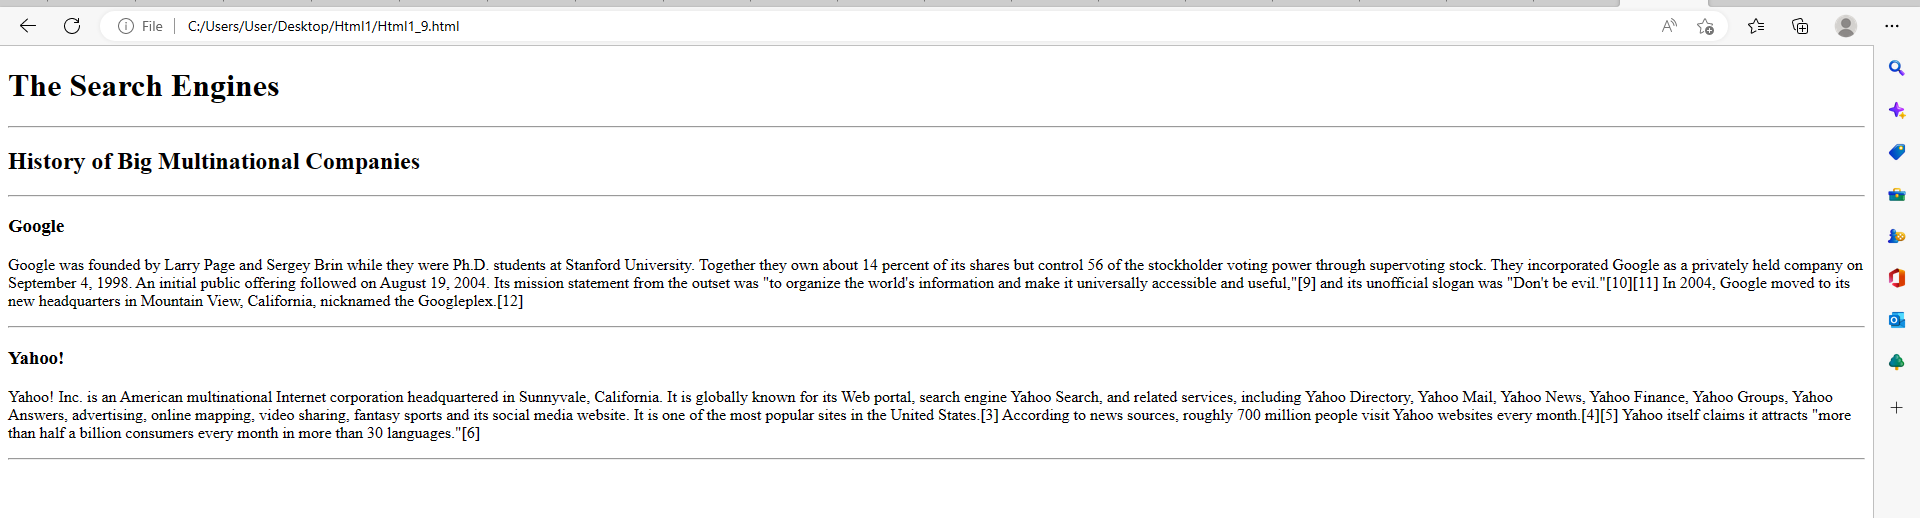 File
C:/Users/User/Desktop/Html1/Html1_9.html
The Search Engines
History of Big Multinational Companies
Google
Google was founded by Larry Page and Sergey Brin while they were Ph.D. students at Stanford University. Together they own about 14 percent of its shares but control 56 of the stockholder voting power through supervoting stock. They incorporated Google as a privately held company on
September 4, 1998. An initial public offering followed on August 19, 2004. Its mission statement from the outset was "to organize the world's information and make it universally accessible and useful,"[9] and its unofficial slogan was "Don't be evil."[10][11] In 2004, Google moved to its
new headquarters in Mountain View, California, nicknamed the Googleplex.[12]
Yahoo!
Yahoo! Inc. is an American multinational Internet corporation headquartered in Sunnyvale, California. It is globally known for its Web portal, search engine Yahoo Search, and related services, including Yahoo Directory, Yahoo Mail, Yahoo News, Yahoo Finance, Yahoo Groups, Yahoo
Answers, advertising, online mapping, video sharing, fantasy sports and its social media website. It is one of the most popular sites in the United States.[3] According to news sources, roughly 700 million people visit Yahoo websites every month.[4][5] Yahoo itself claims it attracts "more
than half a billion consumers every month in more than 30 languages."[6]